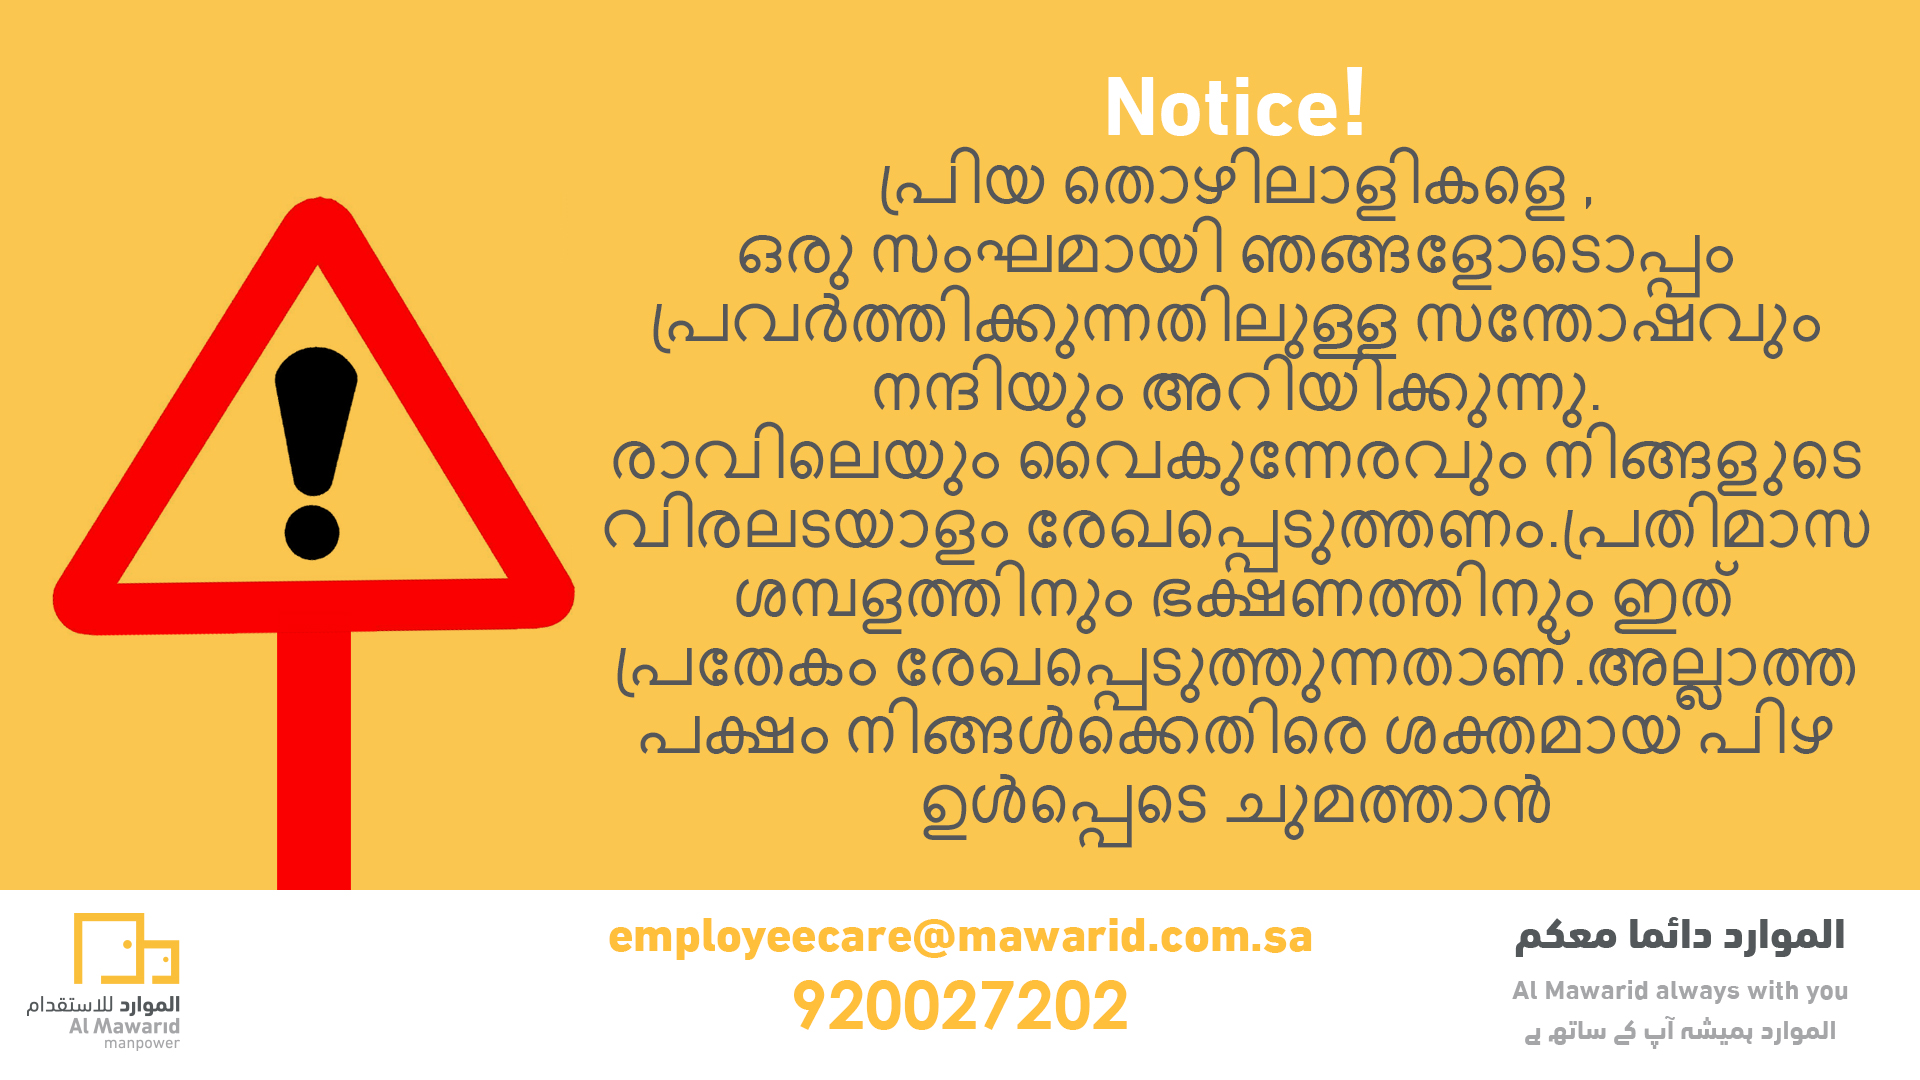 Notice!
പ്രിയ തൊഴിലാളികളെ ,
ഒരു സംഘമായി ഞങ്ങളോടൊപ്പം
പ്രവർത്തിക്കുന്നതിലുള്ള സന്തോഷവും
നന്ദിയും അറിയിക്കുന്നു.
രാവിലെയും വൈകുന്നേരവും നിങ്ങളുടെ
വിരലടയാളം രേഖപ്പെടുത്തണം.പ്രതിമാസ
ശമ്പളത്തിനും ഭക്ഷണത്തിനും ഇത്
പ്രതേകം രേഖപ്പെടുത്തുന്നതാണ്.അല്ലാത്ത
പക്ഷം നിങ്ങൾക്കെതിരെ ശക്തമായ പിഴ
ഉൾപ്പെടെ ചുമത്താൻ
الموارد للاستقدام
Al Mawarid
manpower
employeecare@mawarid.com.sa
920027202
الموارد دائما معكم
Al Mawarid always with you
الموارد ہمیشہ آپ کے ساتھ ہے